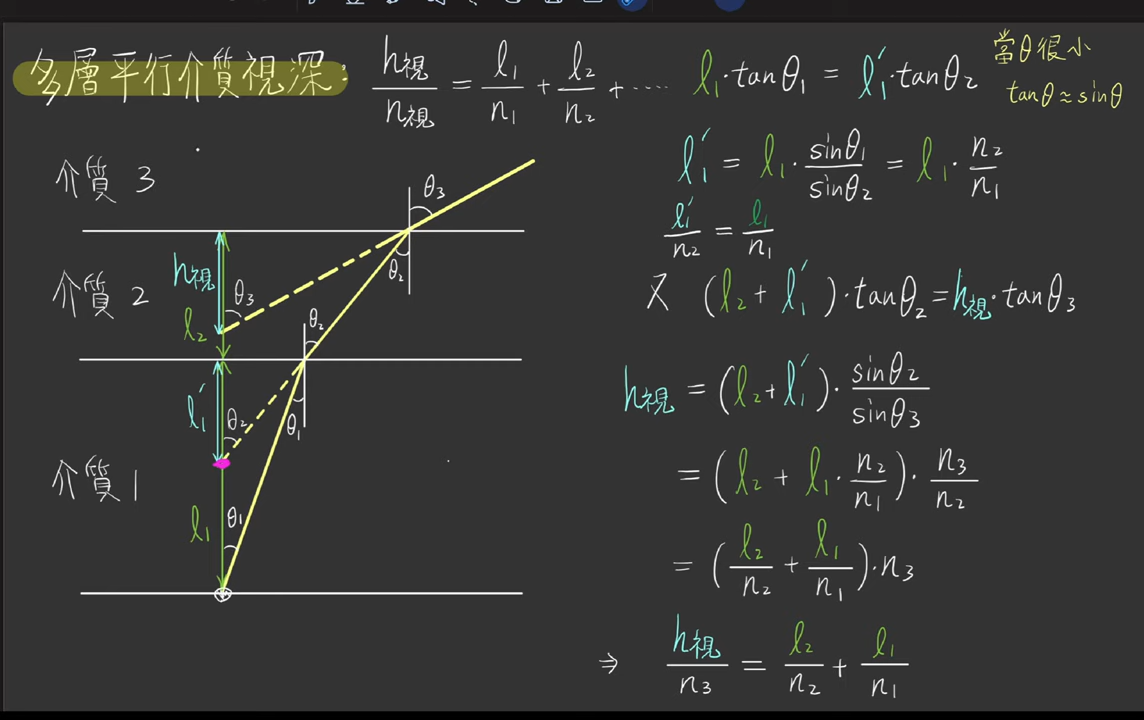 多層平行介質視深: h視/n視 = l₁/n₁ + l₂/n₂ + ……
l₁·tanθ₁ = l₁′·tanθ₂
當θ很小
tanθ≈sinθ
l₁′ = l₁·sinθ₁/sinθ₂ = l₁·n₂/n₁
l₁′/n₂ = l₁/n₁
又 (l₂+l₁′)·tanθ₂=h視·tanθ₃
h視 = (l₂+l₁′)·sinθ₂/sinθ₃
= (l₂ + l₁·n₂/n₁)·n₃/n₂
= (l₂/n₂ + l₁/n₁)·n₃
⇒ h視/n₃ = l₂/n₂ + l₁/n₁
介質 3
θ₃
h視
θ₃
θ₂
介質 2
l₂
θ₂
l₁′
θ₂
θ₁
介質 1
l₁
θ₁